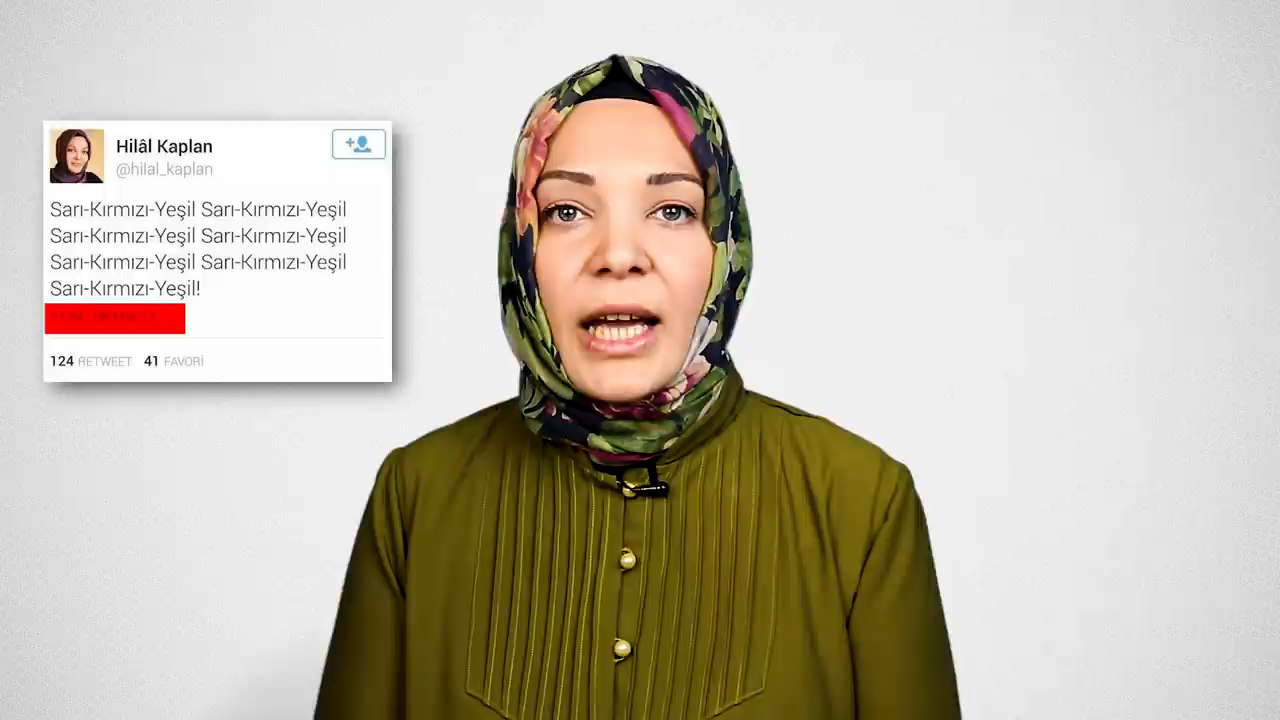 Hilâl Kaplan
@hilal_kaplan
Sarı-Kırmızı-Yeşil Sarı-Kırmızı-Yeşil
Sarı-Kırmızı-Yeşil Sarı-Kırmızı-Yeşil
Sarı-Kırmızı-Yeşil Sarı-Kırmızı-Yeşil
Sarı-Kırmızı-Yeşil!
124 RETWEET 41 FAVORİ